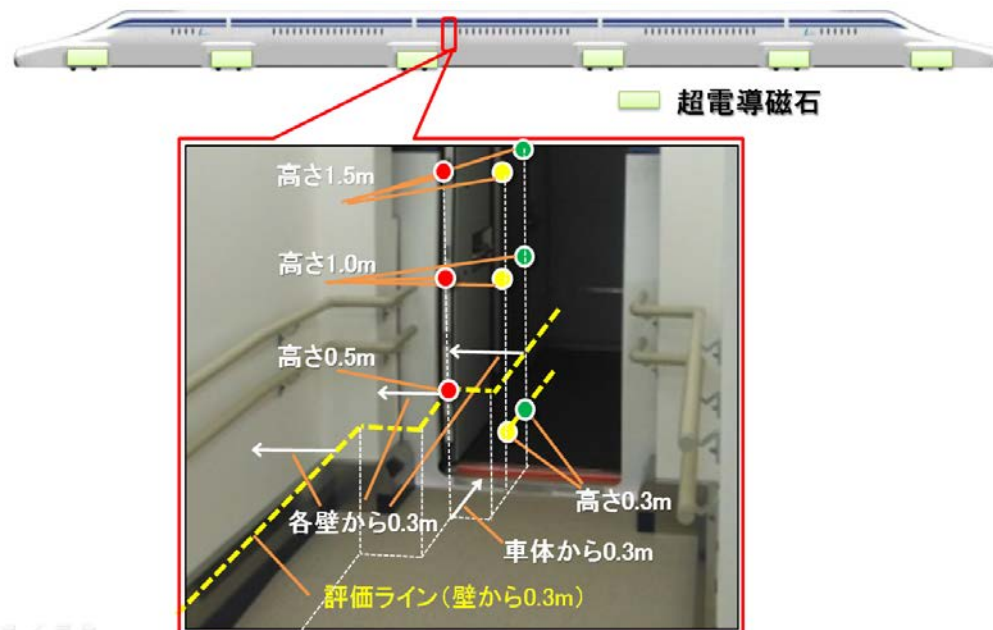 超電導磁石
高さ1.5m
高さ1.0m
高さ0.5m
高さ0.3m
各壁から0.3m
車体から0.3m
評価ライン(壁から0.3m)